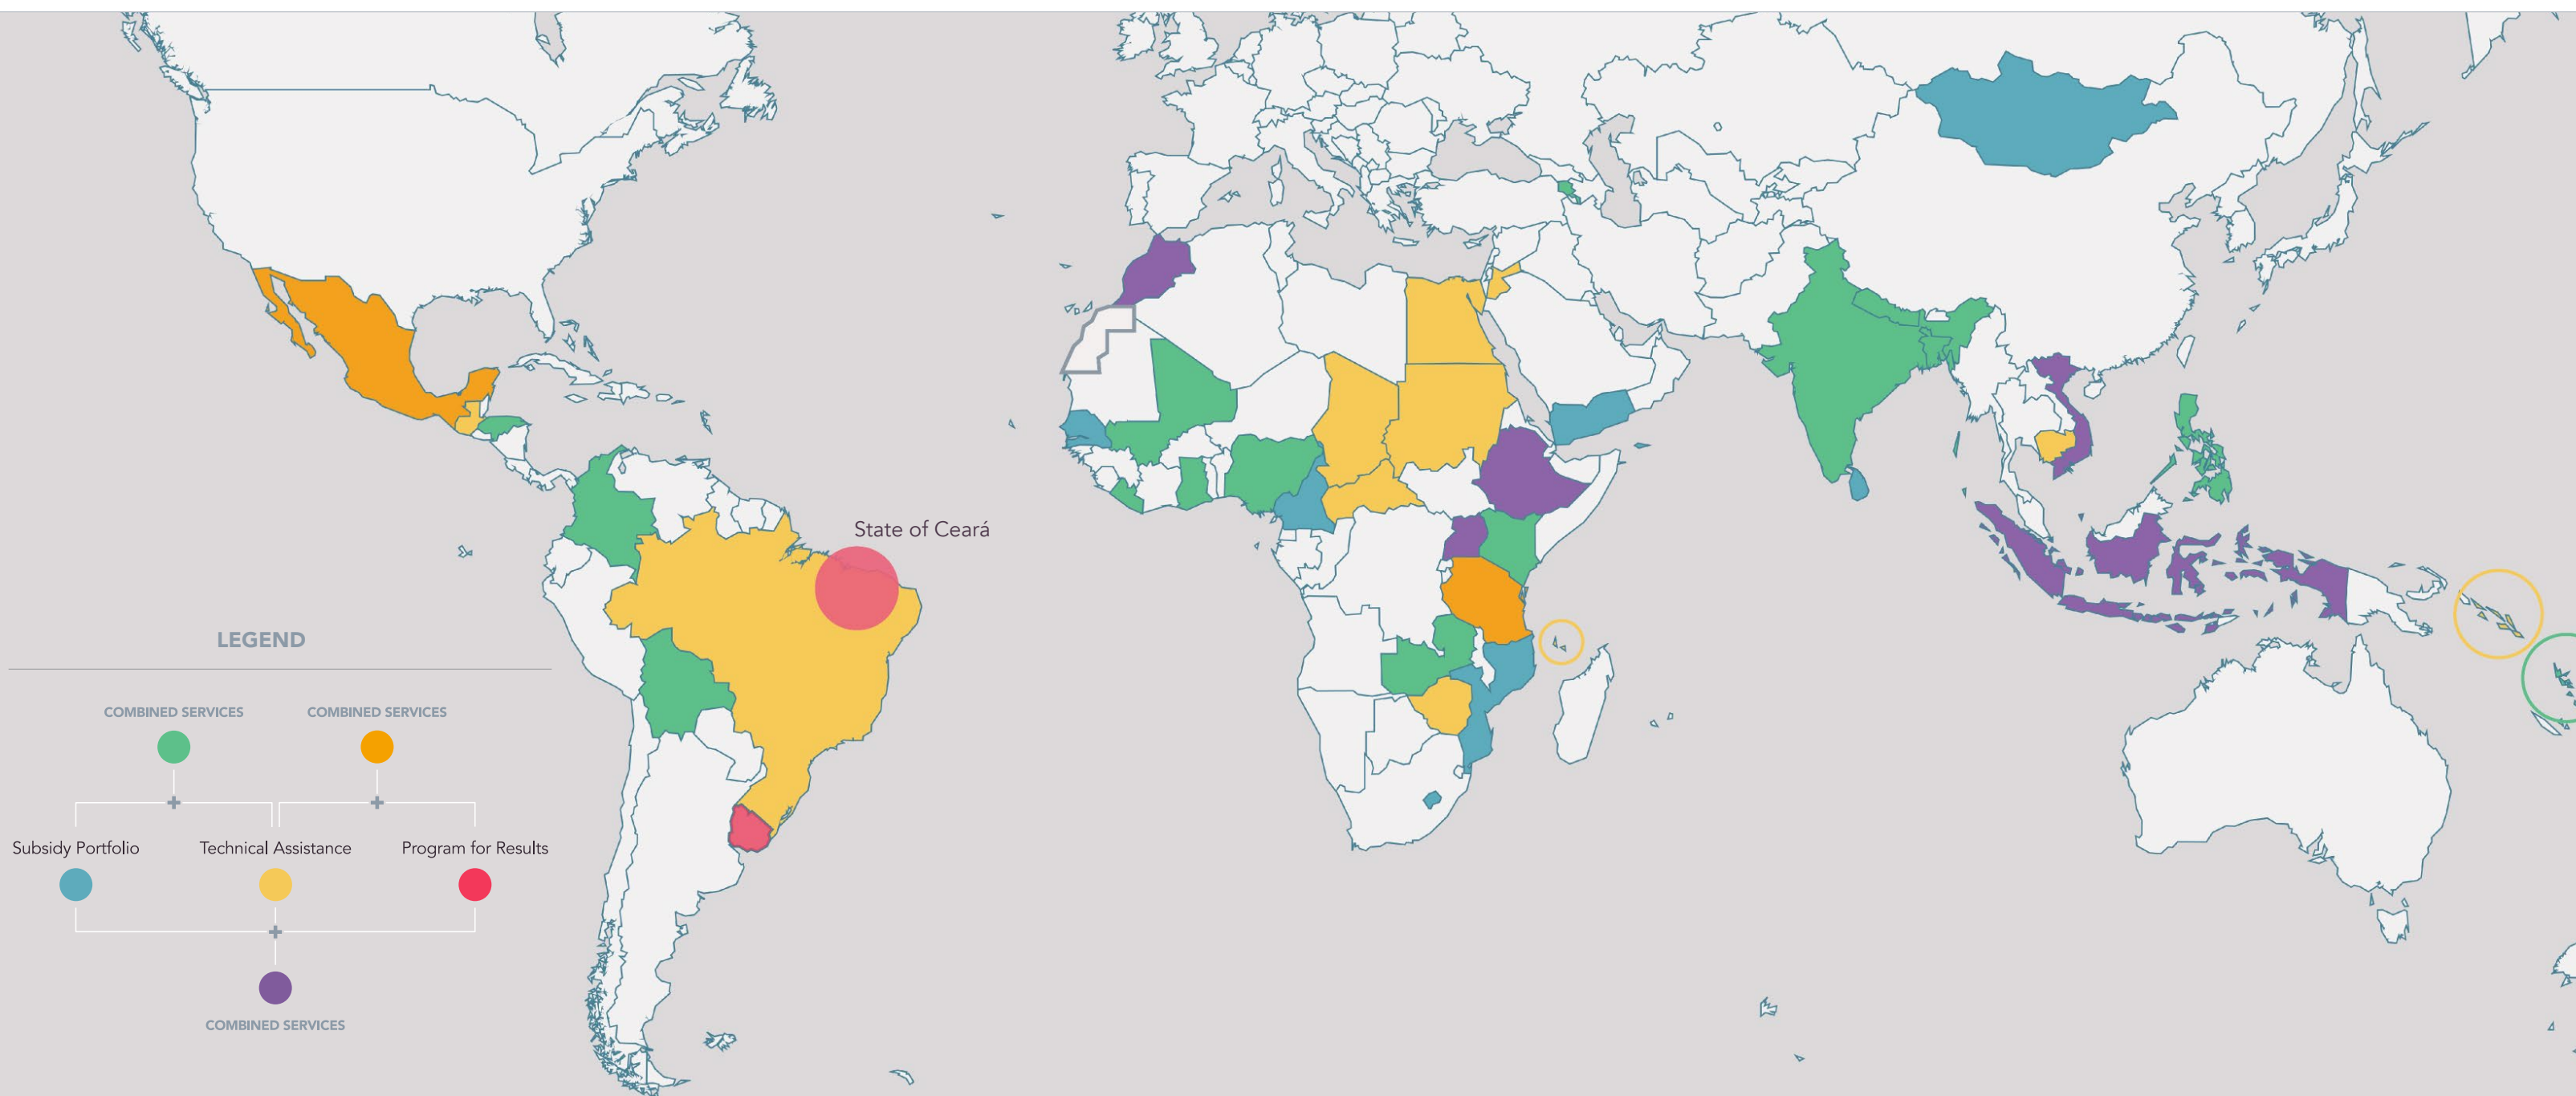 State of Ceará
LEGEND
COMBINED SERVICES
COMBINED SERVICES
Subsidy Portfolio
Technical Assistance
Program for Results
COMBINED SERVICES